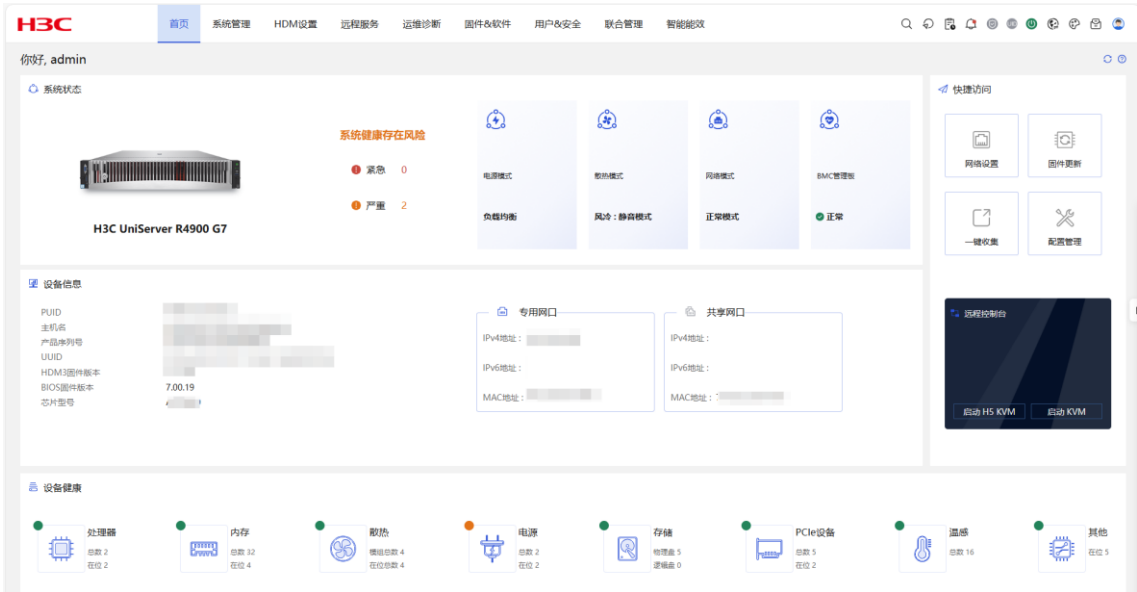 H3C 首页 系统管理 HDM设置 远程服务 运维诊断 固件&软件 用户&安全 联合管理 智能能效
你好, admin
系统状态
系统健康存在风险
紧急 0
严重 2
H3C UniServer R4900 G7
电源模式
负载均衡
散热模式
风冷：静音模式
网络模式
正常模式
BMC管理板
正常
快捷访问
网络设置
固件更新
一键收集
配置管理
设备信息
PUID
主机名
产品序列号
UUID
HDM3固件版本
BIOS固件版本 7.00.19
芯片型号
专用网口
IPv4地址：
IPv6地址：
MAC地址：
共享网口
IPv4地址：
IPv6地址：
MAC地址：
远程控制台
启动 H5 KVM 启动 KVM
设备健康
处理器
总数 2
在位 2
内存
总数 32
在位 4
散热
模组总数 4
在位总数 4
电源
总数 2
在位 2
存储
物理盘 5
逻辑盘 0
PCIe设备
总数 5
在位 2
温感
总数 16
其他
在位 5